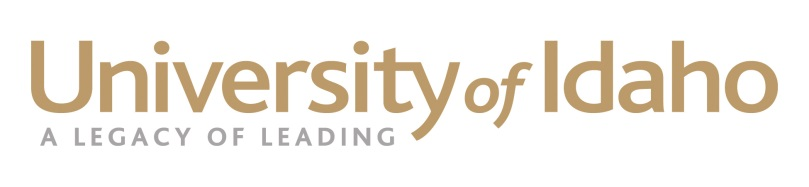 University of Idaho
A LEGACY OF LEADING